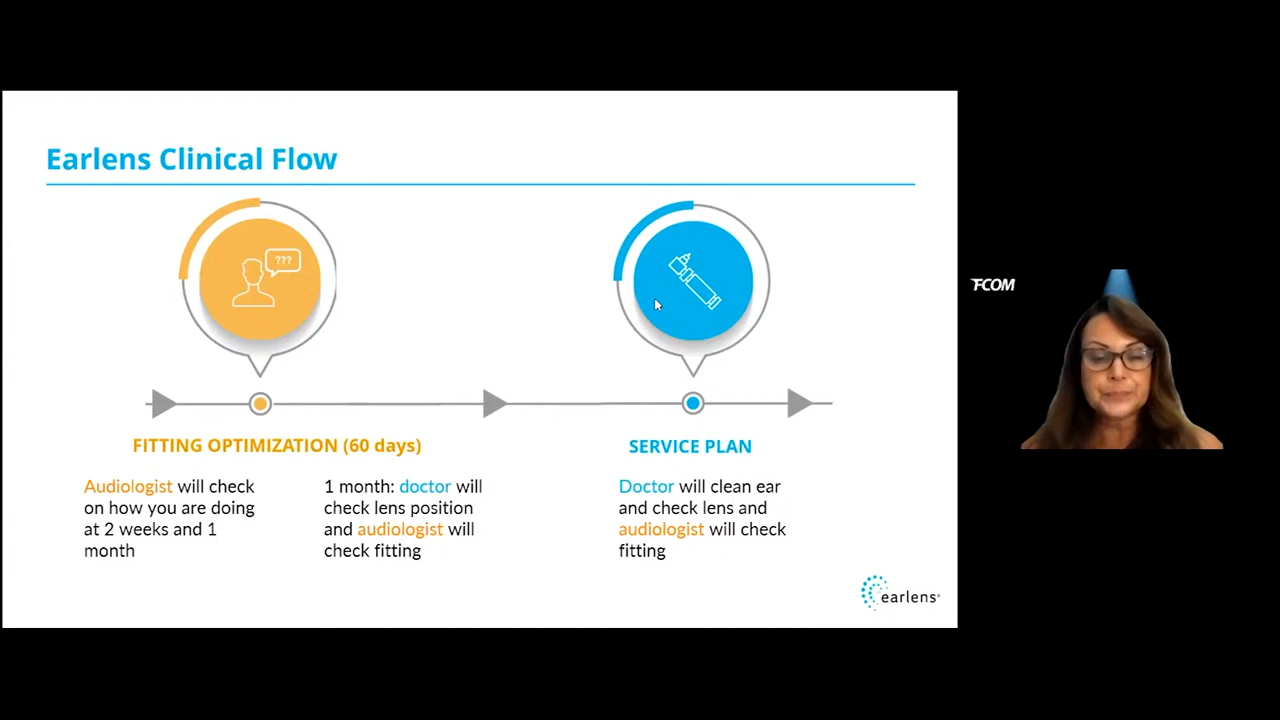 Earlens Clinical Flow
???
FITTING OPTIMIZATION (60 days)
Audiologist will check
on how you are doing
at 2 weeks and 1
month
1 month: doctor will
check lens position
and audiologist will
check fitting
SERVICE PLAN
Doctor will clean ear
and check lens and
audiologist will check
fitting
earlens
TFCOM